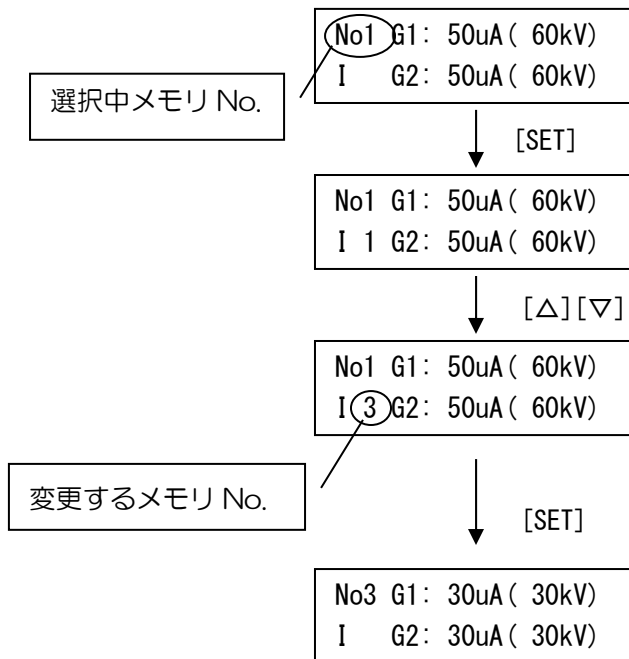 No1 G1: 50uA( 60kV)
I   G2: 50uA( 60kV)
選択中メモリ No.
[SET]
No1 G1: 50uA( 60kV)
I 1 G2: 50uA( 60kV)
[△][▽]
No1 G1: 50uA( 60kV)
I 3 G2: 50uA( 60kV)
変更するメモリ No.
[SET]
No3 G1: 30uA( 30kV)
I   G2: 30uA( 30kV)